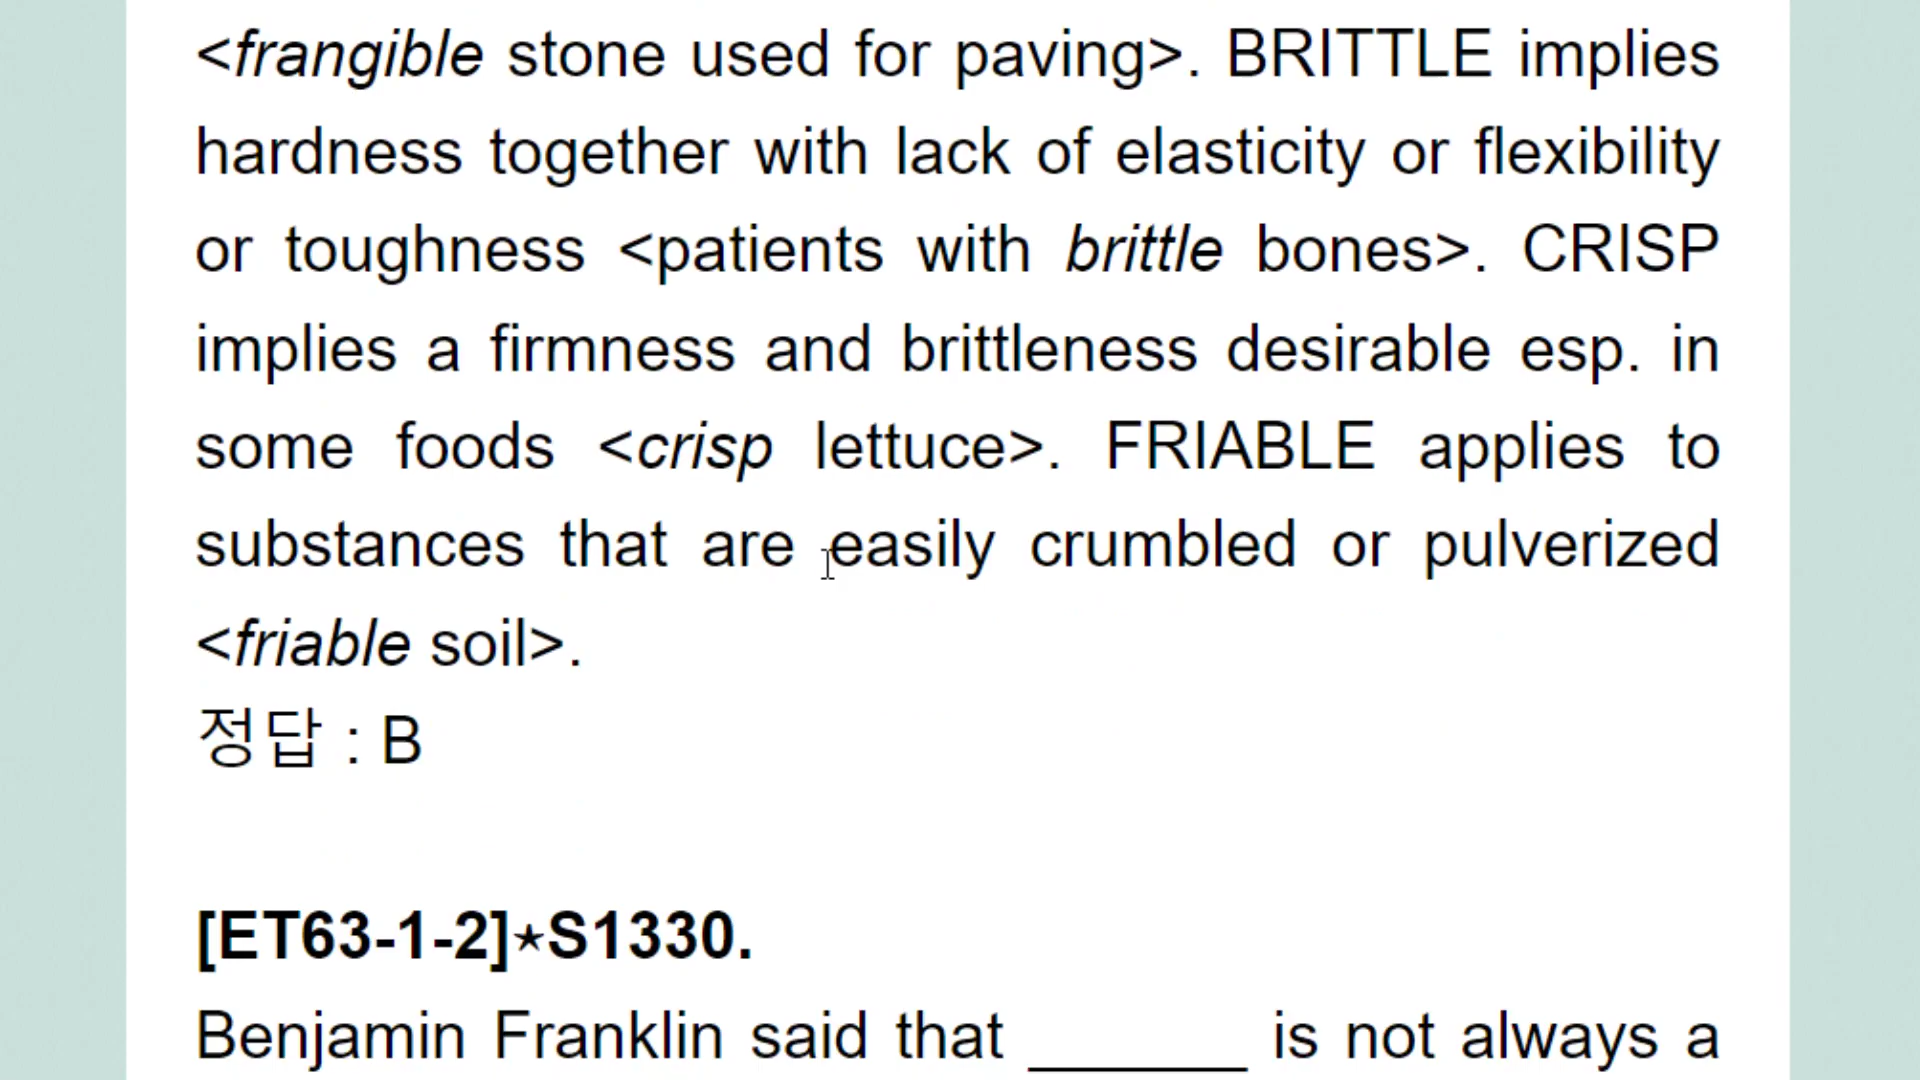 <frangible stone used for paving>. BRITTLE implies
hardness together with lack of elasticity or flexibility
or toughness <patients with brittle bones>. CRISP
implies a firmness and brittleness desirable esp. in
some foods <crisp lettuce>. FRIABLE applies to
substances that are easily crumbled or pulverized
<friable soil>.
정답 : B
[ET63-1-2]⋆S1330.
Benjamin Franklin said that _______ is not always a